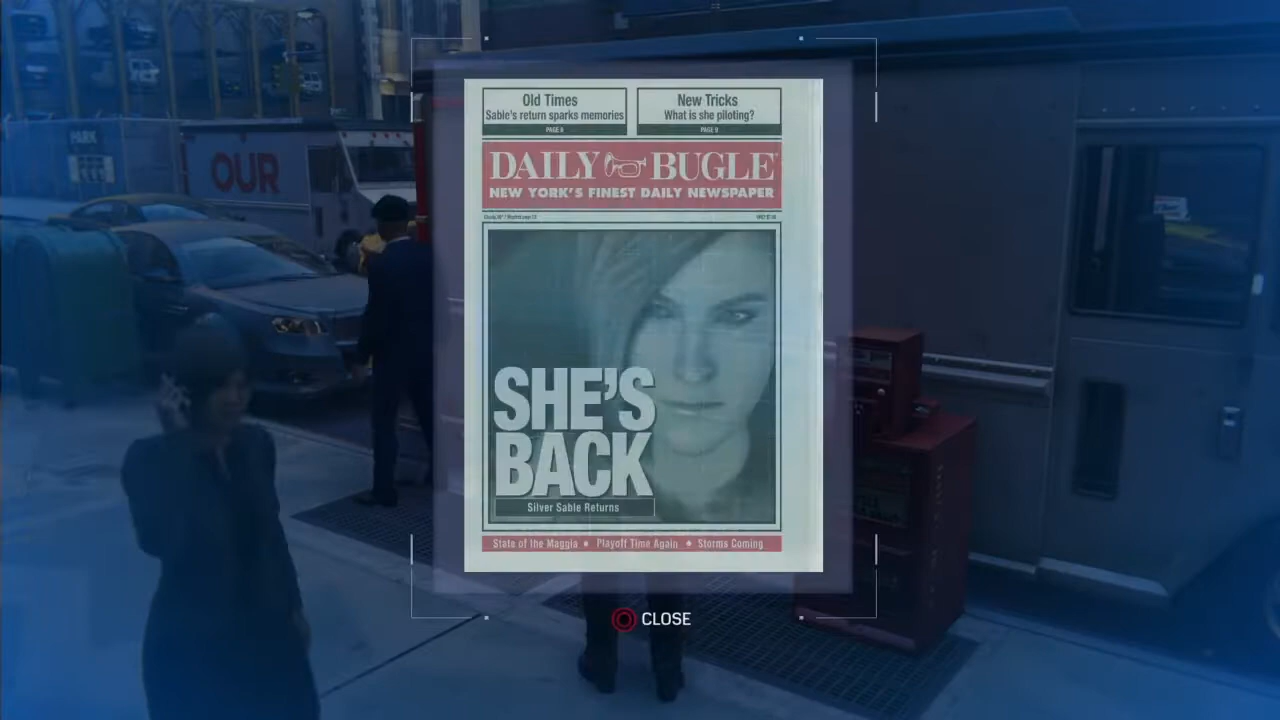 Old Times
Sable's return sparks memories
PAGE 8
New Tricks
What is she piloting?
PAGE 9
DAILY BUGLE
NEW YORK'S FINEST DAILY NEWSPAPER
SHE'S
BACK
Silver Sable Returns
State of the Maggia • Playoff Time Again • Storms Coming
CLOSE
PARK
OUR